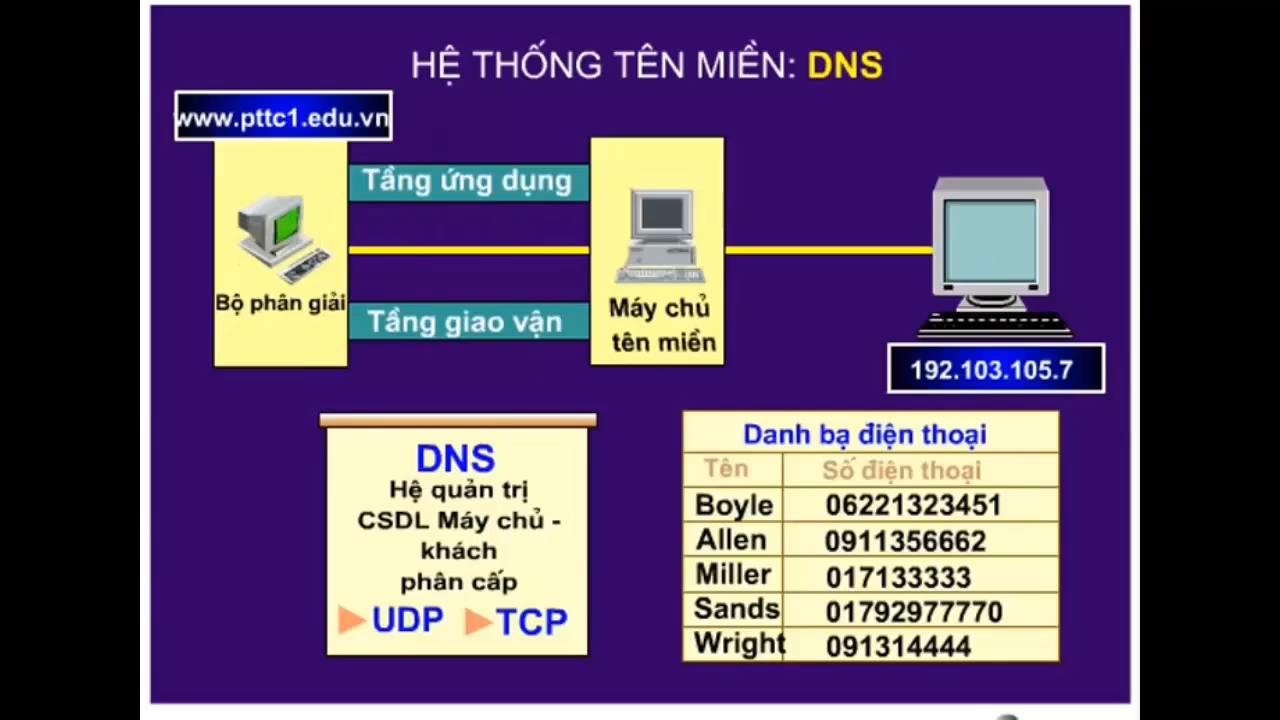 HỆ THỐNG TÊN MIỀN: DNS
www.pttc1.edu.vn
Tầng ứng dụng
Bộ phân giải
Tầng giao vận
Máy chủ
tên miền
192.103.105.7
DNS
Hệ quản trị
CSDL Máy chủ -
khách
phân cấp
UDP TCP
Danh bạ điện thoại
Tên Số điện thoại
Boyle 06221323451
Allen 0911356662
Miller 017133333
Sands 01792977770
Wright 091314444